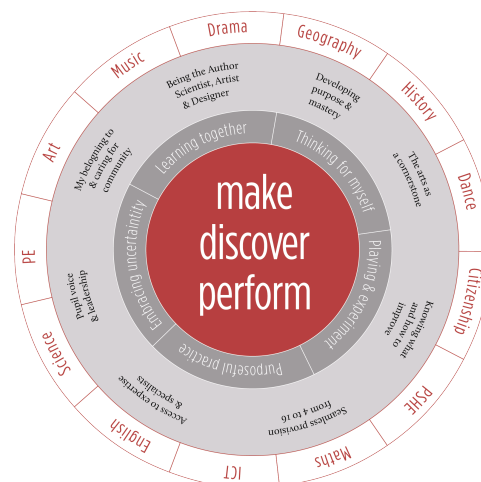 Drama
Geography
History
Dance
Citizenship
PSHE
Maths
ICT
English
Science
PE
Art
Music
Being the Author
Scientist, Artist
& Designer
Developing
purpose &
mastery
The arts as
a cornerstone
Knowing what
and how to
improve
Seamless provision
from 4 to 16
Access to expertise
& specialists
Pupil voice
& leadership
My belogning to
& caring for
community
Learning together
Thinking for myself
Playing & experiment
Purposeful practice
Embracing uncertaintity
make
discover
perform